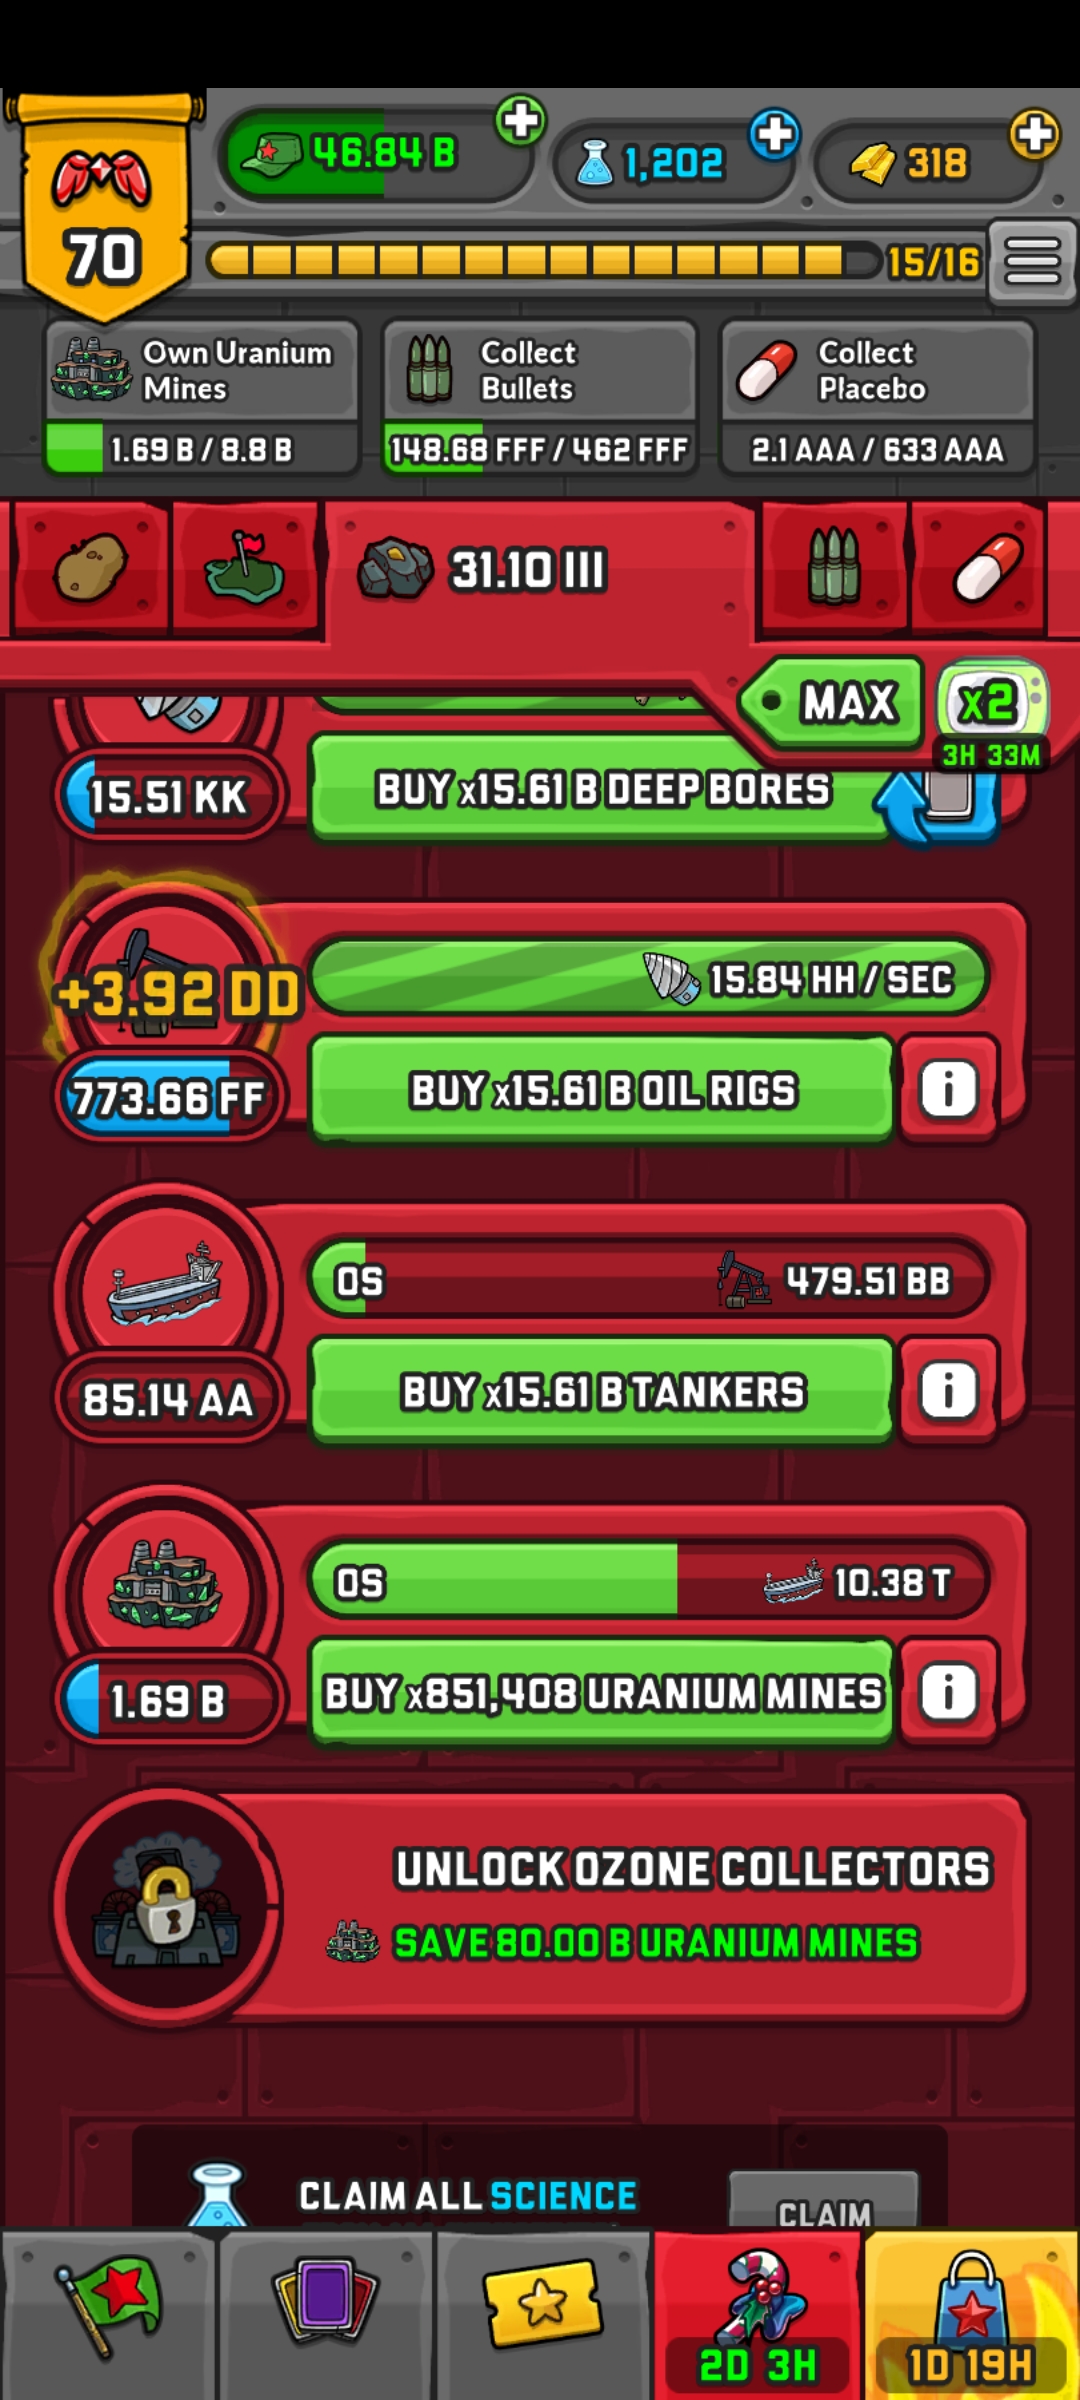 46.84 B
1,202
318
70
15/16
Own Uranium
Mines
1.69 B / 8.8 B
Collect
Bullets
148.68 FFF / 462 FFF
Collect
Placebo
2.1 AAA / 633 AAA
31.10 III
MAX
x2
3H 33M
15.51 KK
BUY x15.61 B DEEP BORES
+3.92 DD
15.84 HH / SEC
773.66 FF
BUY x15.61 B OIL RIGS
i
0S
479.51 BB
85.14 AA
BUY x15.61 B TANKERS
i
0S
10.38 T
1.69 B
BUY x851,408 URANIUM MINES
i
UNLOCK OZONE COLLECTORS
SAVE 80.00 B URANIUM MINES
CLAIM ALL SCIENCE
CLAIM
2D 3H
1D 19H